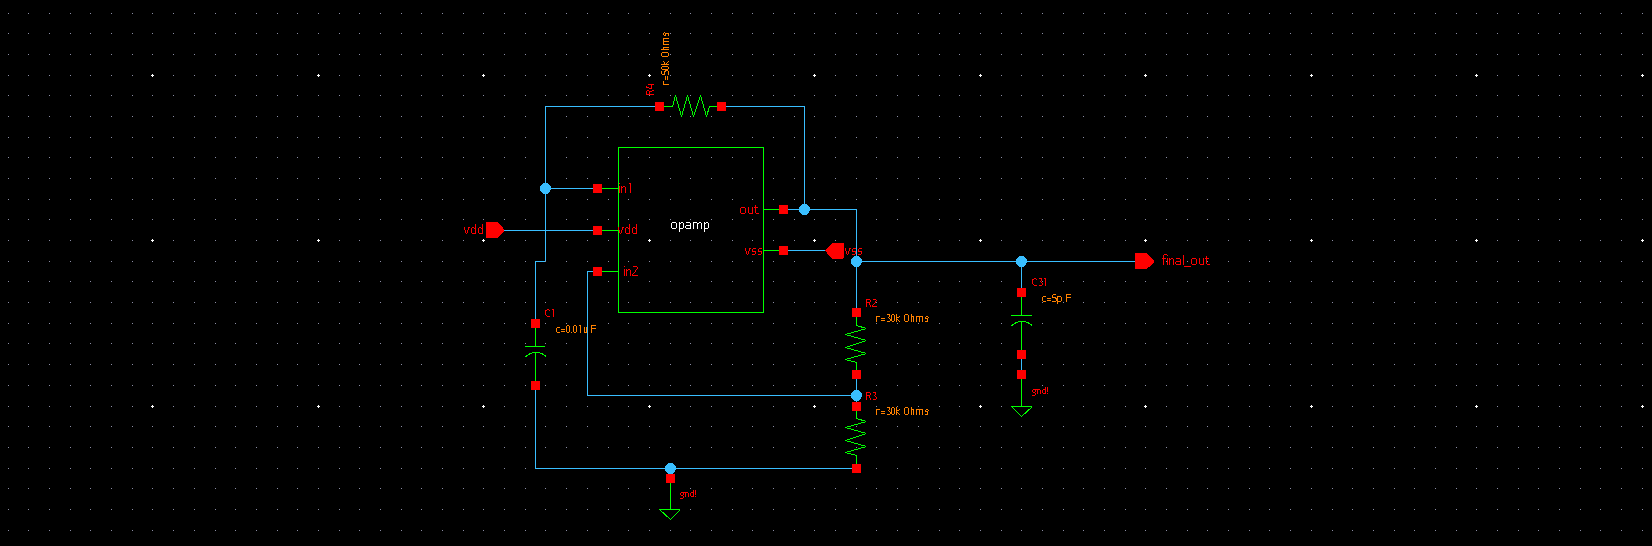 r=50k Ohms
R4
in1
vdd
vdd
in2
opamp
out
vss
vss
final_out
C1
c=0.01u F
R2
r=30k Ohms
R3
r=30k Ohms
C31
c=5p F
gnd!
gnd!